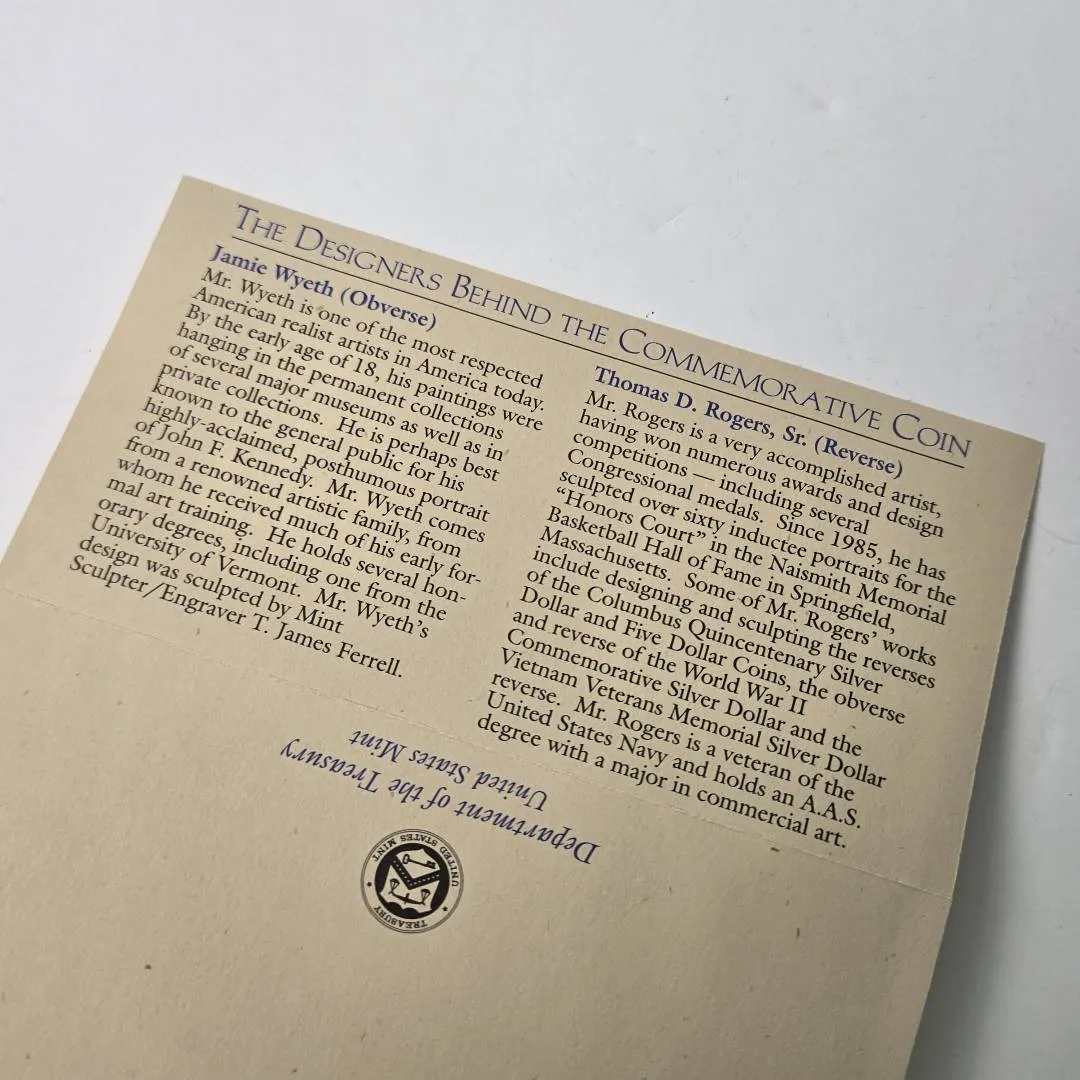 THE DESIGNERS BEHIND THE COMMEMORATIVE COIN
Jamie Wyeth (Obverse)
Mr. Wyeth is one of the most respected
American realist artists in America today.
By the early age of 18, his paintings were
hanging in the permanent collections
of several major museums as well as in
private collections. He is perhaps best
known to the general public for his
highly-acclaimed, posthumous portrait
of John F. Kennedy. Mr. Wyeth comes
from a renowned artistic family, from
whom he received much of his early for-
mal art training. He holds several hon-
orary degrees, including one from the
University of Vermont. Mr. Wyeth's
design was sculpted by Mint
Sculpter/Engraver T. James Ferrell.
Thomas D. Rogers, Sr. (Reverse)
Mr. Rogers is a very accomplished artist,
having won numerous awards and design
competitions — including several
Congressional medals. Since 1985, he has
sculpted over sixty inductee portraits for the
"Honors Court" in the Naismith Memorial
Basketball Hall of Fame in Springfield,
Massachusetts. Some of Mr. Rogers' works
include designing and sculpting the reverses
of the Columbus Quincentenary Silver
Dollar and Five Dollar Coins, the obverse
and reverse of the World War II
Commemorative Silver Dollar and the
Vietnam Veterans Memorial Silver Dollar
reverse. Mr. Rogers is a veteran of the
United States Navy and holds an A.A.S.
degree with a major in commercial art.
Department of the Treasury
United States Mint
TREASURY
UNITED STATES MINT